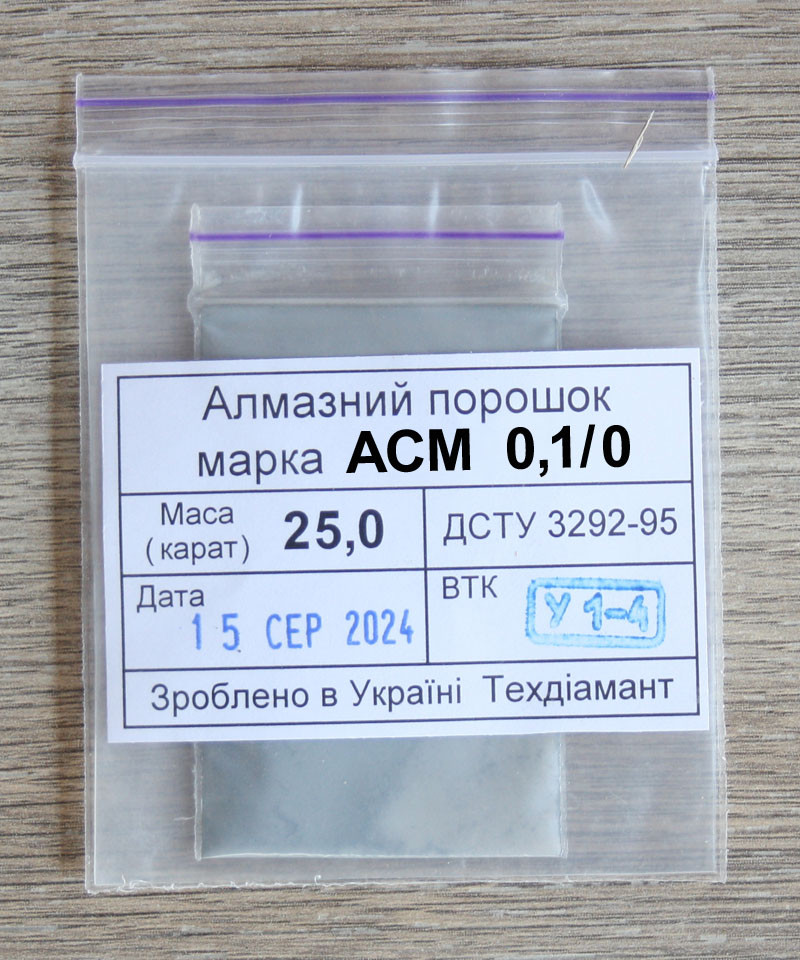 Алмазний порошок
марка АСМ 0,1/0
Маса
(карат) 25,0
ДСТУ 3292-95
Дата
15 СЕР 2024
ВТК
У 1-4
Зроблено в Україні Техдіамант